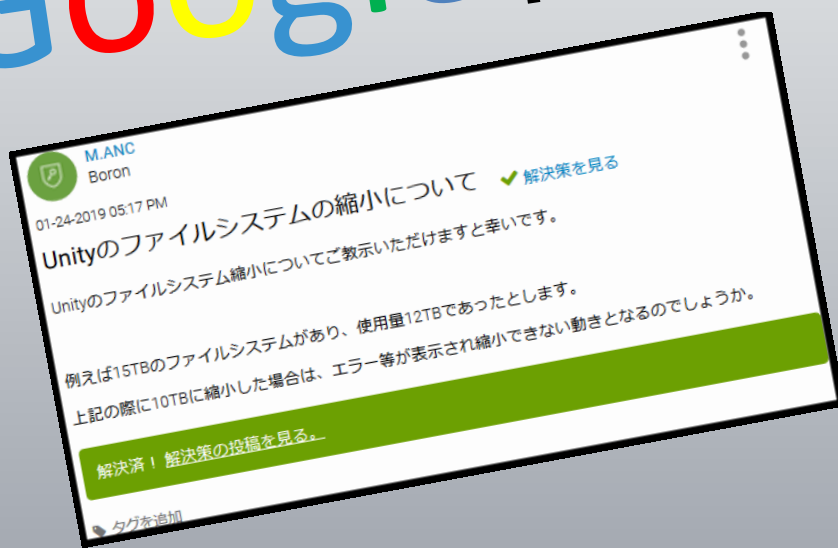 Google
M.ANC
Boron
01-24-2019 05:17 PM
Unityのファイルシステムの縮小について
解決策を見る
Unityのファイルシステム縮小についてご教示いただけますと幸いです。
例えば15TBのファイルシステムがあり、使用量12TBであったとします。
上記の際に10TBに縮小した場合は、エラー等が表示され縮小できない動きとなるのでしょうか。
解決済！ 解決策の投稿を見る。
タグを追加